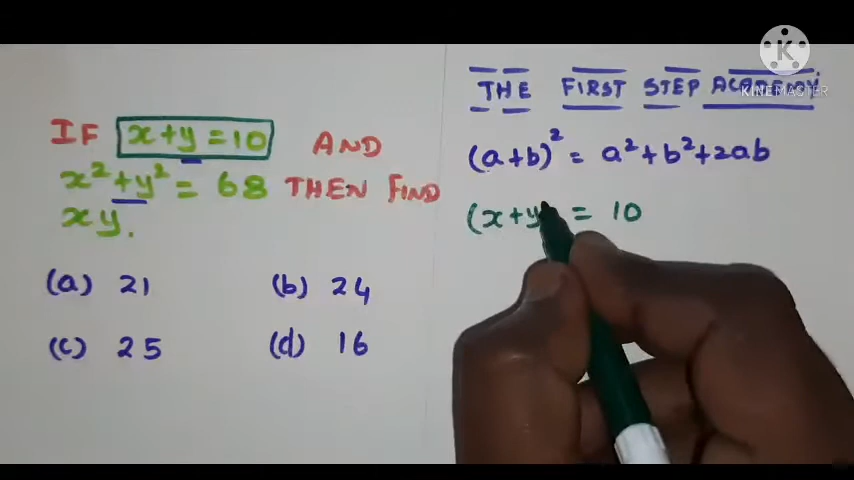 K
KINEMASTER
THE FIRST STEP ACADEMY
IF x+y=10 AND
x²+y² = 68 THEN FIND
xy.
(a) 21 (b) 24
(c) 25 (d) 16
(a+b)² = a²+b²+2ab
(x+y = 10